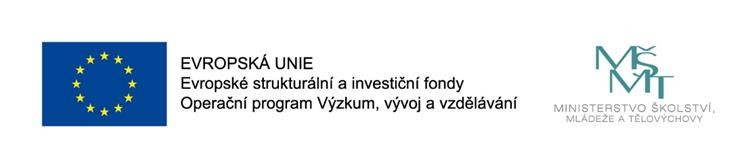 EVROPSKÁ UNIE
Evropské strukturální a investiční fondy
Operační program Výzkum, vývoj a vzdělávání
MŠMT
MINISTERSTVO ŠKOLSTVÍ,
MLÁDEŽE A TĚLOVÝCHOVY